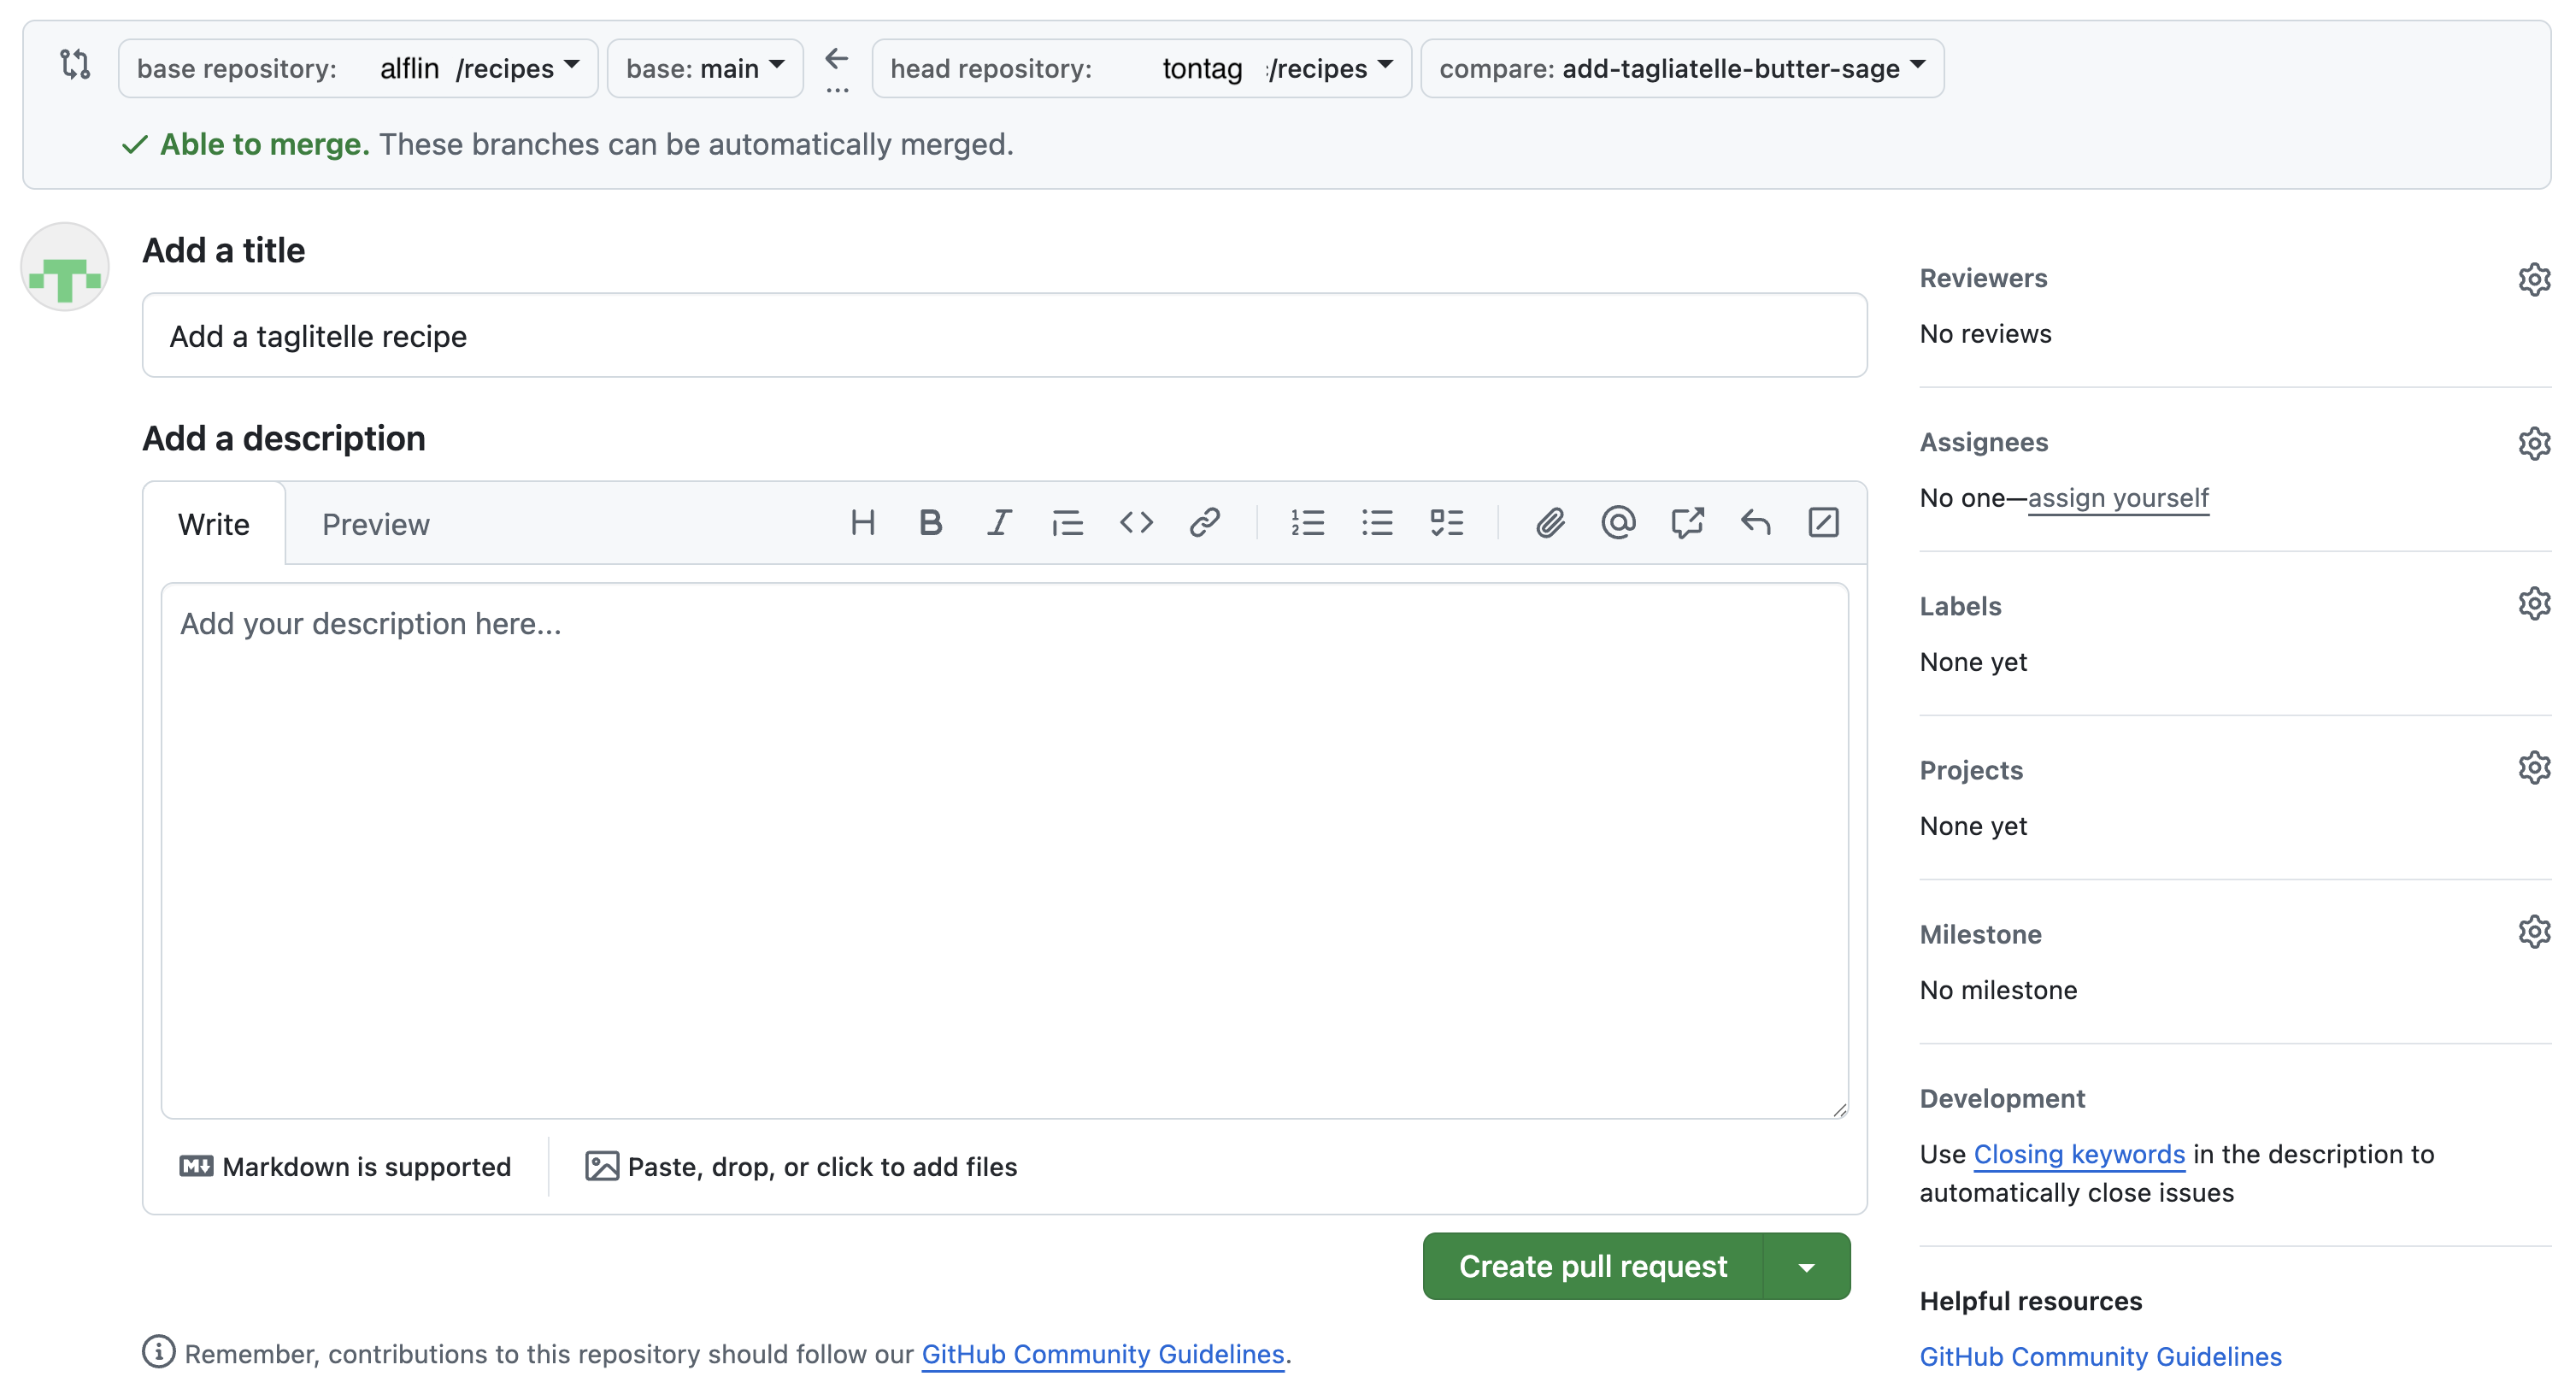 base repository: alflin /recipes base: main ... head repository: tontag /recipes compare: add-tagliatelle-butter-sage
Able to merge. These branches can be automatically merged.
Add a title
Add a taglitelle recipe
Add a description
Write Preview
Add your description here...
Markdown is supported
Paste, drop, or click to add files
Create pull request
Remember, contributions to this repository should follow our GitHub Community Guidelines.
Reviewers
No reviews
Assignees
No one—assign yourself
Labels
None yet
Projects
None yet
Milestone
No milestone
Development
Use Closing keywords in the description to
automatically close issues
Helpful resources
GitHub Community Guidelines